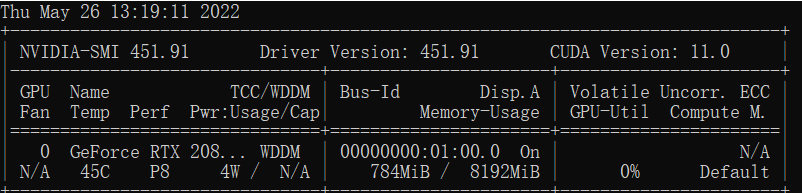 Thu May 26 13:19:11 2022
NVIDIA-SMI 451.91 Driver Version: 451.91 CUDA Version: 11.0
GPU Name TCC/WDDM Bus-Id Disp.A Volatile Uncorr. ECC
Fan Temp Perf Pwr:Usage/Cap Memory-Usage GPU-Util Compute M.
0 GeForce RTX 208... WDDM 00000000:01:00.0 On N/A
N/A 45C P8 4W / N/A 784MiB / 8192MiB 0% Default